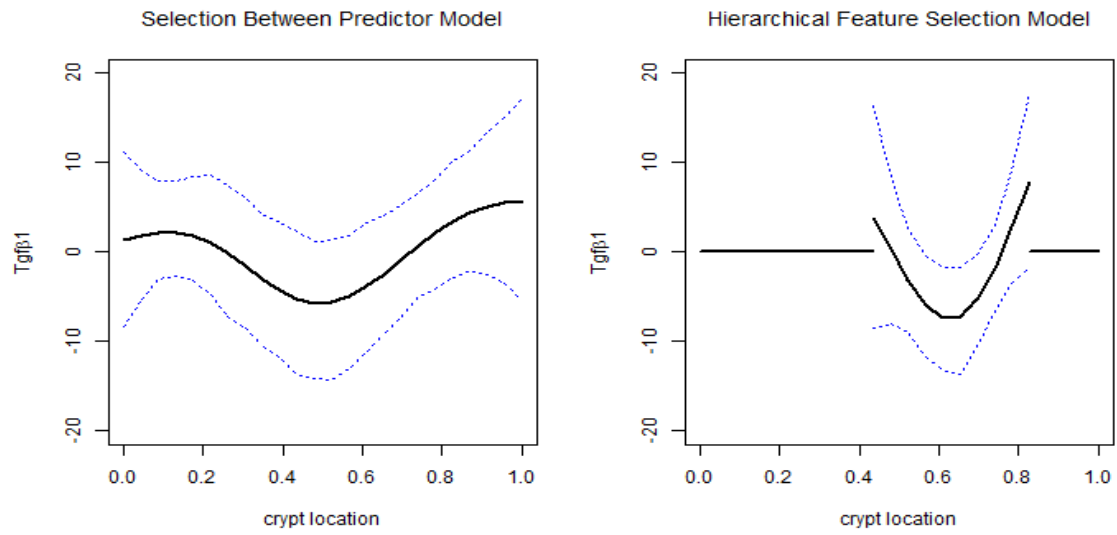 Selection Between Predictor Model
Tgfβ1
20
10
0
-10
-20
0.0 0.2 0.4 0.6 0.8 1.0
crypt location
Hierarchical Feature Selection Model
Tgfβ1
20
10
0
-10
-20
0.0 0.2 0.4 0.6 0.8 1.0
crypt location